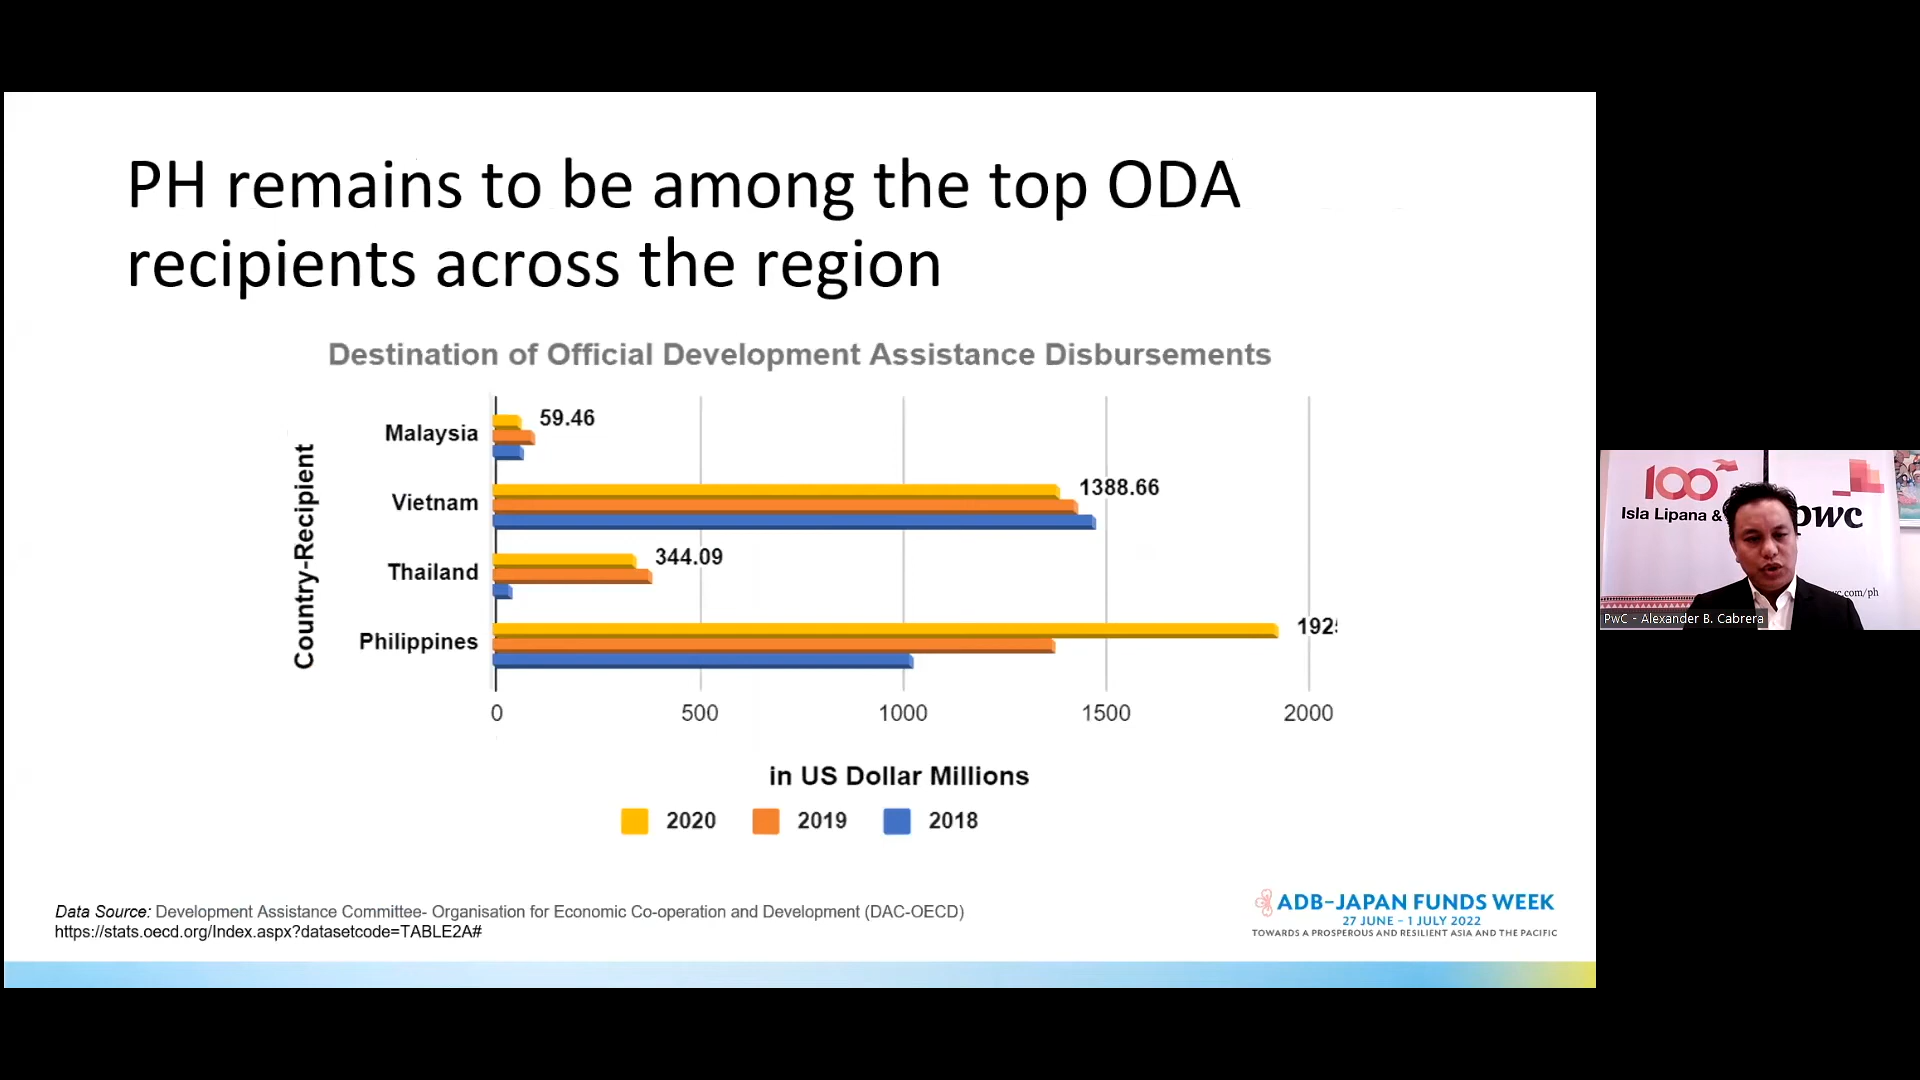 PH remains to be among the top ODA
recipients across the region
Destination of Official Development Assistance Disbursements
Country-Recipient
Malaysia
59.46
Vietnam
1388.66
Thailand
344.09
Philippines
0
500
1000
1500
2000
in US Dollar Millions
2020
2019
2018
Data Source: Development Assistance Committee- Organisation for Economic Co-operation and Development (DAC-OECD)
https://stats.oecd.org/Index.aspx?datasetcode=TABLE2A#
ADB-JAPAN FUNDS WEEK
27 JUNE – 1 JULY 2022
TOWARDS A PROSPEROUS AND RESILIENT ASIA AND THE PACIFIC
100
Isla Lipana &
pwc
PwC - Alexander B. Cabrera